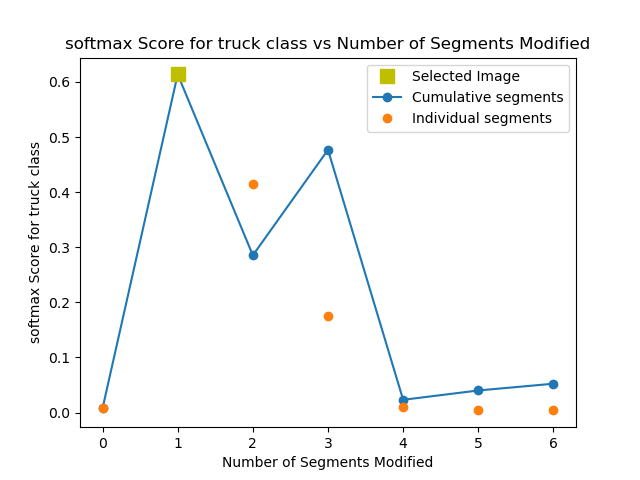 softmax Score for truck class vs Number of Segments Modified
Selected Image
Cumulative segments
Individual segments
softmax Score for truck class
0.6
0.5
0.4
0.3
0.2
0.1
0.0
0 1 2 3 4 5 6
Number of Segments Modified